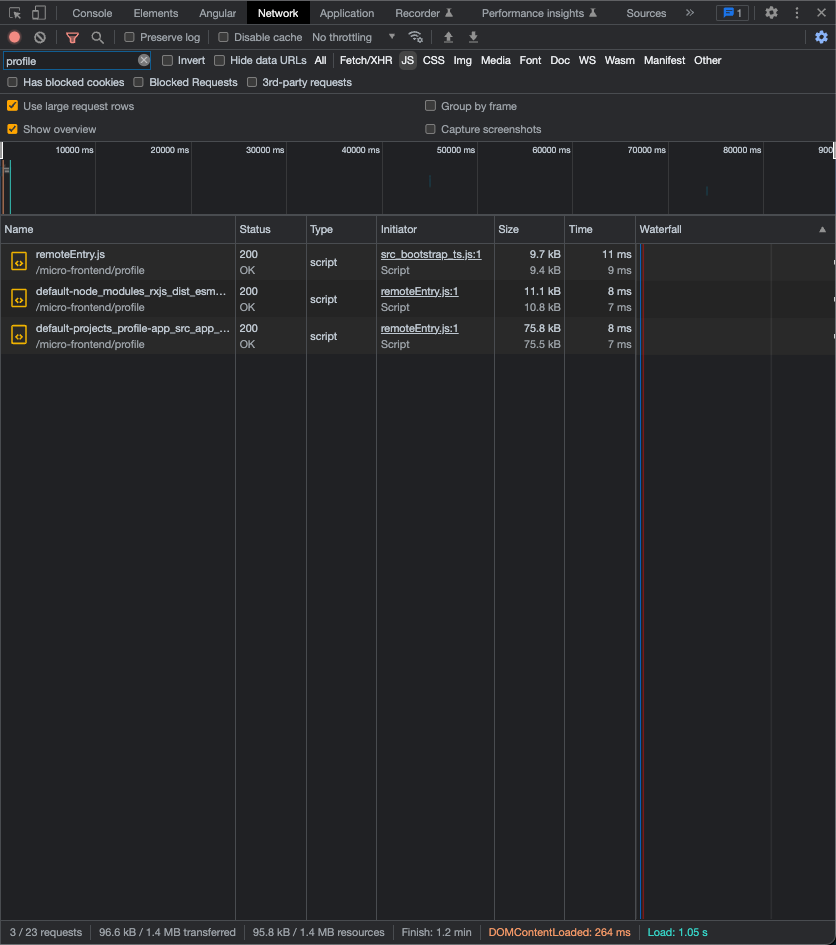 Console Elements Angular Network Application Recorder Performance insights Sources » 1
Preserve log Disable cache No throttling
profile Invert Hide data URLs All Fetch/XHR JS CSS Img Media Font Doc WS Wasm Manifest Other
Has blocked cookies Blocked Requests 3rd-party requests
Use large request rows Group by frame
Show overview Capture screenshots
10000 ms 20000 ms 30000 ms 40000 ms 50000 ms 60000 ms 70000 ms 80000 ms 900
Name Status Type Initiator Size Time Waterfall
remoteEntry.js 200 script src_bootstrap_ts.js:1 9.7 kB 11 ms
/micro-frontend/profile OK Script 9.4 kB 9 ms
default-node_modules_rxjs_dist_esm... 200 script remoteEntry.js:1 11.1 kB 8 ms
/micro-frontend/profile OK Script 10.8 kB 7 ms
default-projects_profile-app_src_app_... 200 script remoteEntry.js:1 75.8 kB 8 ms
/micro-frontend/profile OK Script 75.5 kB 7 ms
3 / 23 requests 96.6 kB / 1.4 MB transferred 95.8 kB / 1.4 MB resources Finish: 1.2 min DOMContentLoaded: 264 ms Load: 1.05 s